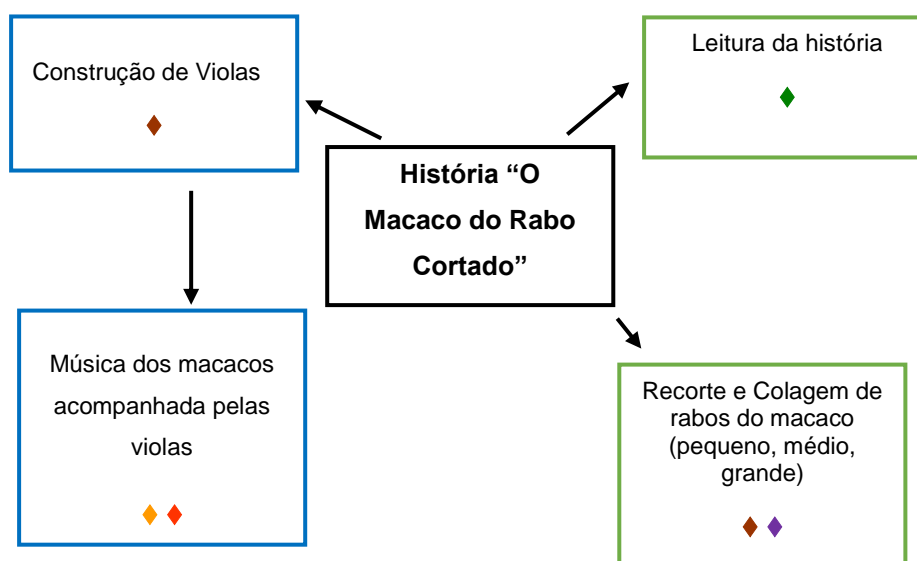 Construção de Violas
Leitura da história
História “O
Macaco do Rabo
Cortado”
Música dos macacos
acompanhada pelas
violas
Recorte e Colagem de
rabos do macaco
(pequeno, médio,
grande)